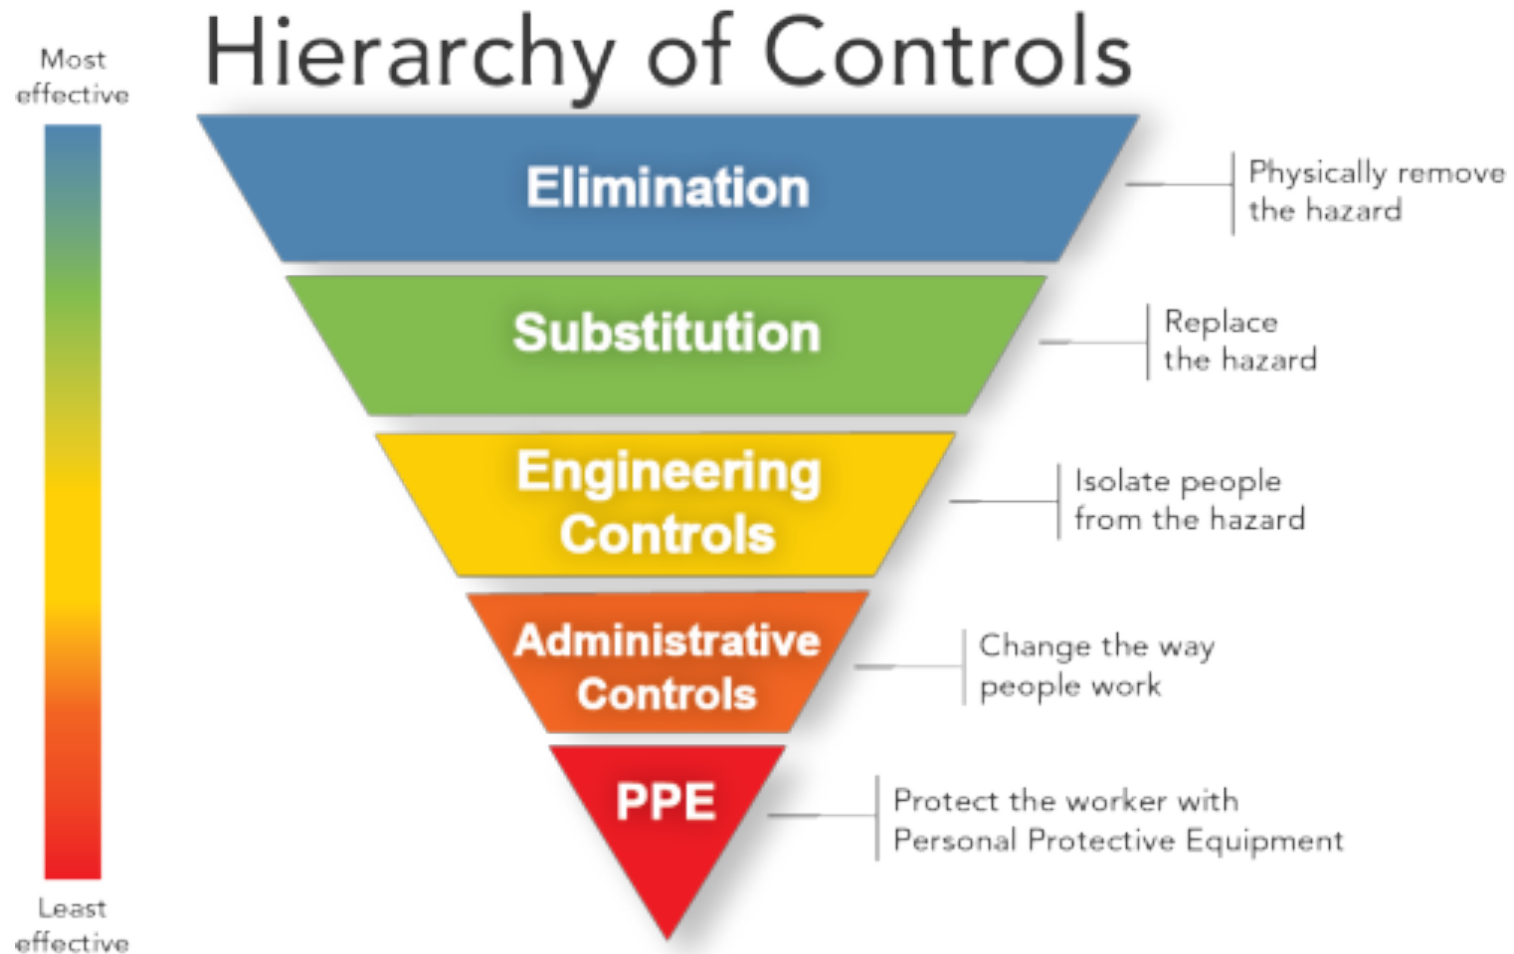 Hierarchy of Controls
Most
effective
Elimination
Physically remove
the hazard
Substitution
Replace
the hazard
Engineering
Controls
Isolate people
from the hazard
Administrative
Controls
Change the way
people work
PPE
Protect the worker with
Personal Protective Equipment
Least
effective